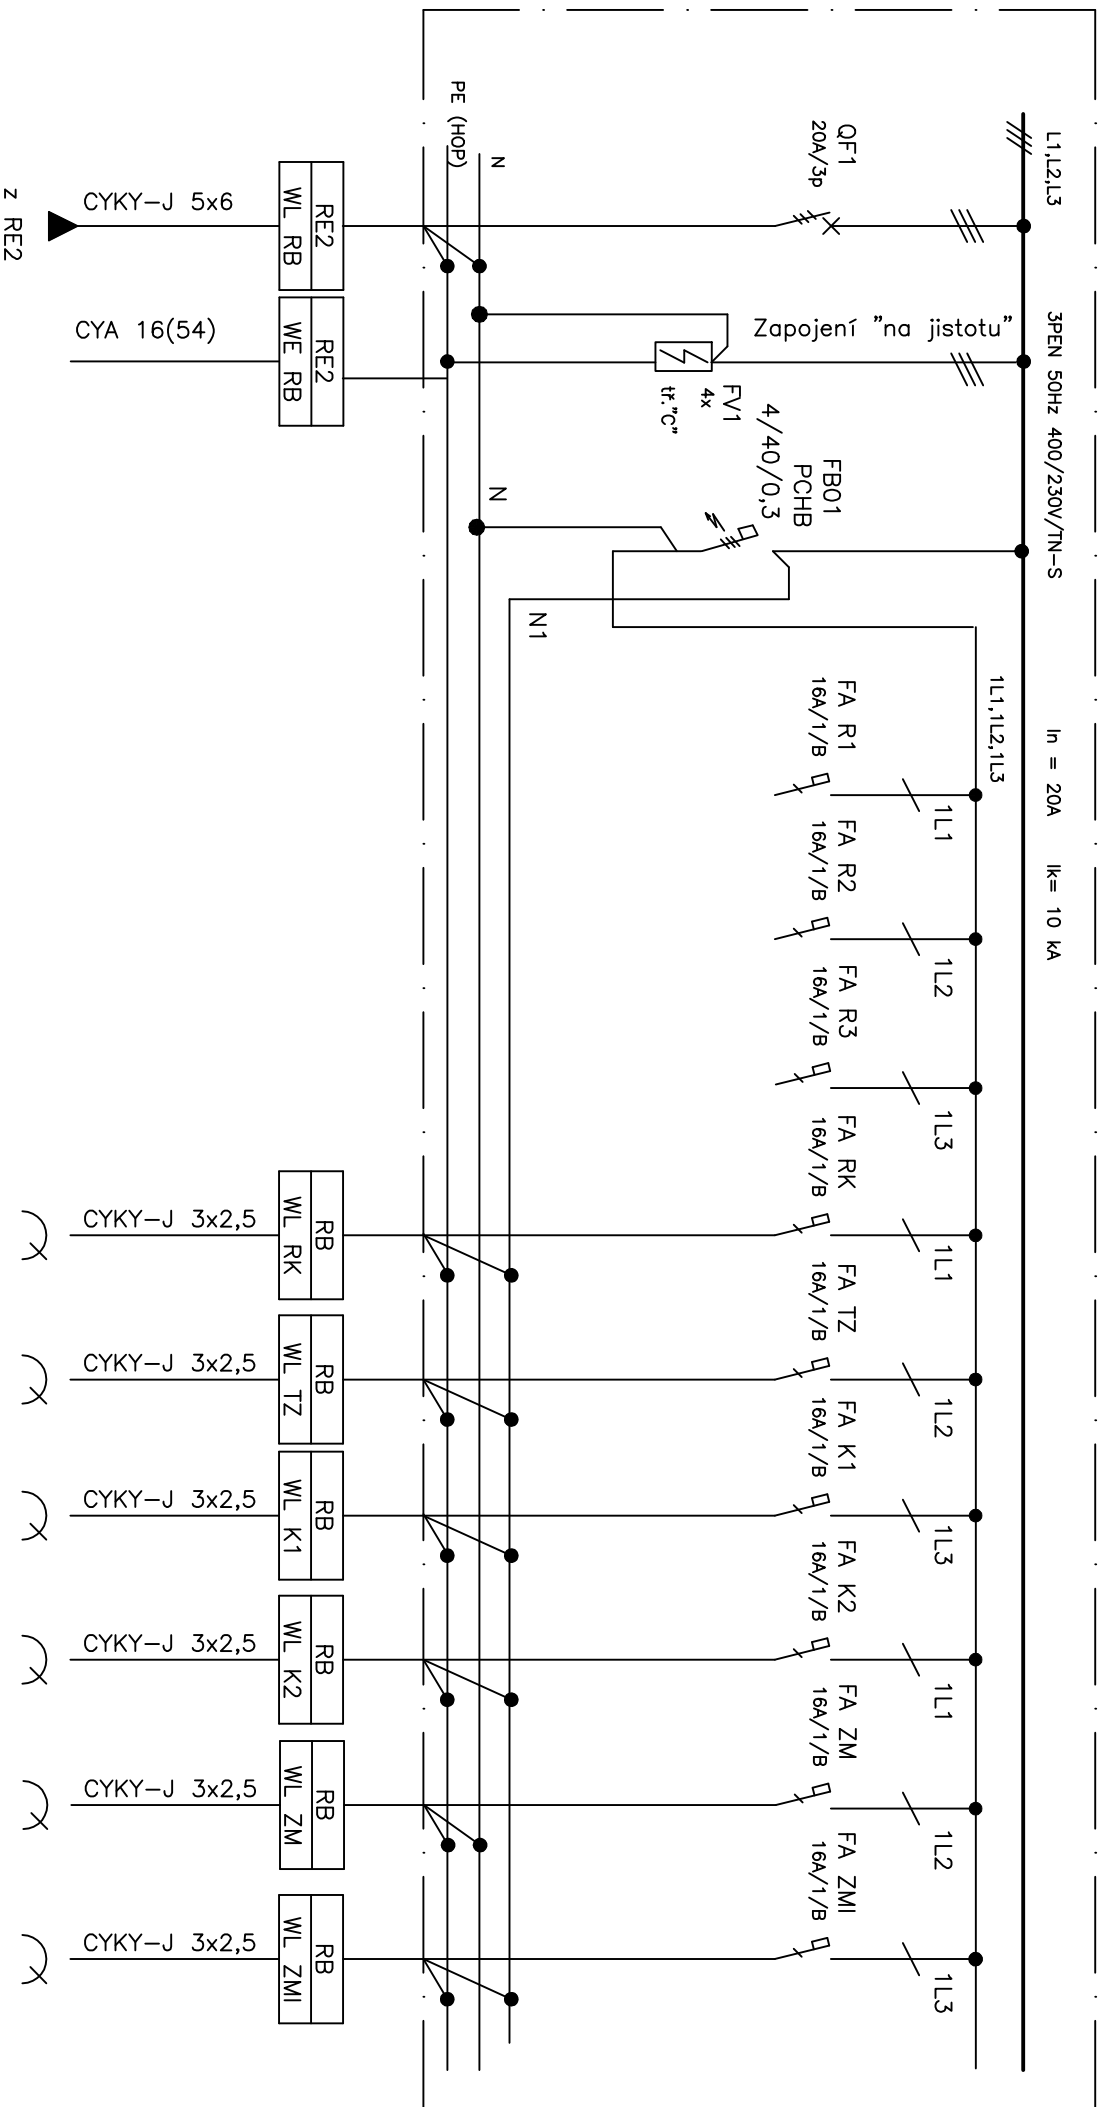 L1,L2,L3
3PEN 50Hz 400/230V/TN-S
In = 20A
Ik= 10 kA
QF1
20A/3p
Zapojení "na jistotu"
FV1
4x
tř."C"
FB01
PCHB
4/40/0,3
1L1,1L2,1L3
1L1
FA R1
16A/1/B
1L2
FA R2
16A/1/B
1L3
FA R3
16A/1/B
1L1
FA RK
16A/1/B
1L2
FA TZ
16A/1/B
1L3
FA K1
16A/1/B
1L1
FA K2
16A/1/B
1L2
FA ZM
16A/1/B
1L3
FA ZMI
16A/1/B
N1
N
N
PE (HOP)
RE2
WL RB
RE2
WE RB
RB
WL RK
RB
WL TZ
RB
WL K1
RB
WL K2
RB
WL ZM
RB
WL ZMI
CYKY-J 5x6
CYA 16(54)
CYKY-J 3x2,5
CYKY-J 3x2,5
CYKY-J 3x2,5
CYKY-J 3x2,5
CYKY-J 3x2,5
CYKY-J 3x2,5
z RE2